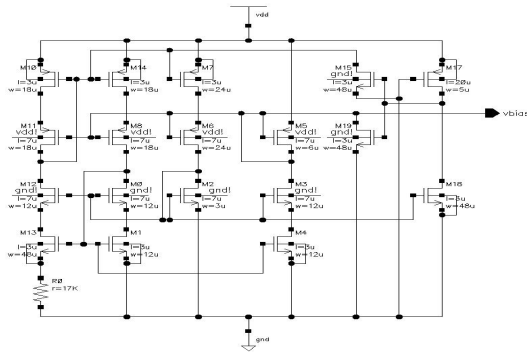 vdd
M10
l=3u
w=18u
M14
l=3u
w=18u
M7
l=3u
w=24u
M15
gnd!
l=3u
w=48u
M17
l=20u
w=5u
M11
vdd!
l=7u
w=18u
M8
vdd!
l=7u
w=18u
M6
vdd!
l=7u
w=24u
M5
vdd!
l=7u
w=6u
M19
gnd!
l=3u
w=48u
vbias
M12
gnd!
l=7u
w=12u
M0
gnd!
l=7u
w=12u
M2
gnd!
l=7u
w=3u
M3
gnd!
l=7u
w=12u
M18
l=8u
w=48u
M13
l=3u
w=48u
M1
l=3u
w=12u
M4
l=3u
w=12u
R0
r=17K
gnd